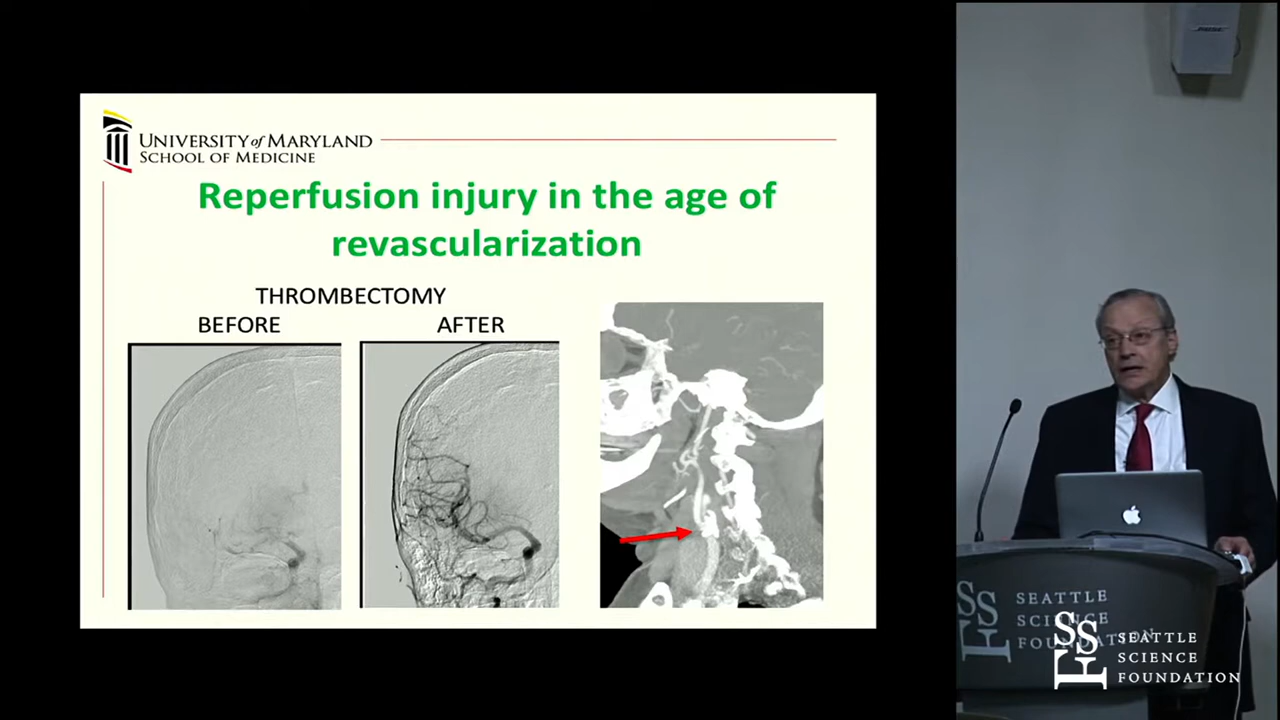 UNIVERSITY of MARYLAND
SCHOOL OF MEDICINE
Reperfusion injury in the age of
revascularization
THROMBECTOMY
BEFORE
AFTER
SEATTLE
SCIENCE
FOUNDATION
SSF
SEATTLE
SCIENCE
FOUNDATION